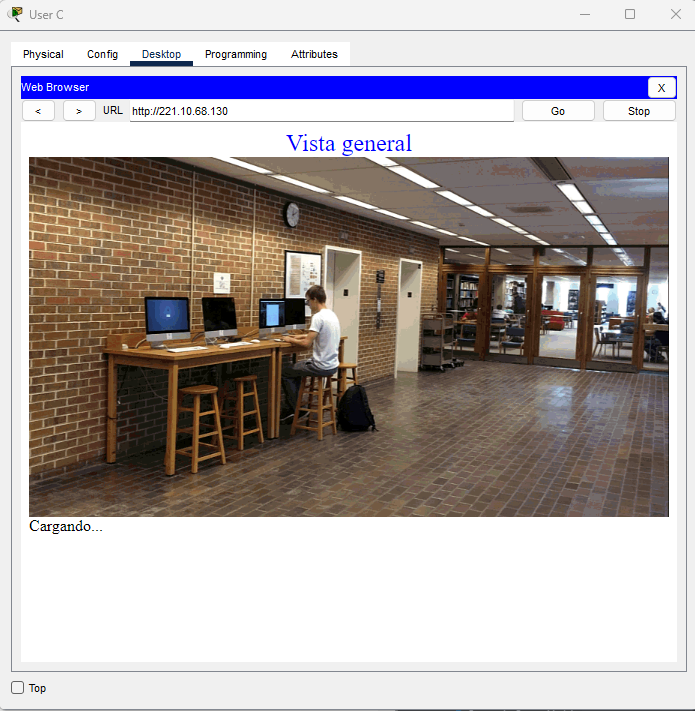 User C
Physical Config Desktop Programming Attributes
Web Browser X
< > URL http://221.10.68.130 Go Stop
Vista general
Cargando...
Top